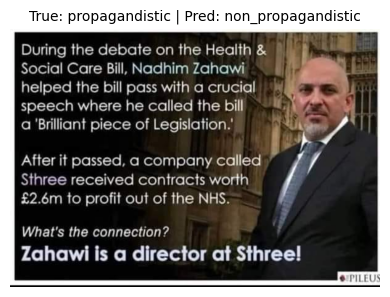 True: propagandistic | Pred: non_propagandistic
During the debate on the Health &
Social Care Bill, Nadhim Zahawi
helped the bill pass with a crucial
speech where he called the bill
a 'Brilliant piece of Legislation.'
After it passed, a company called
Sthree received contracts worth
£2.6m to profit out of the NHS.
What's the connection?
Zahawi is a director at Sthree!
PILEUS